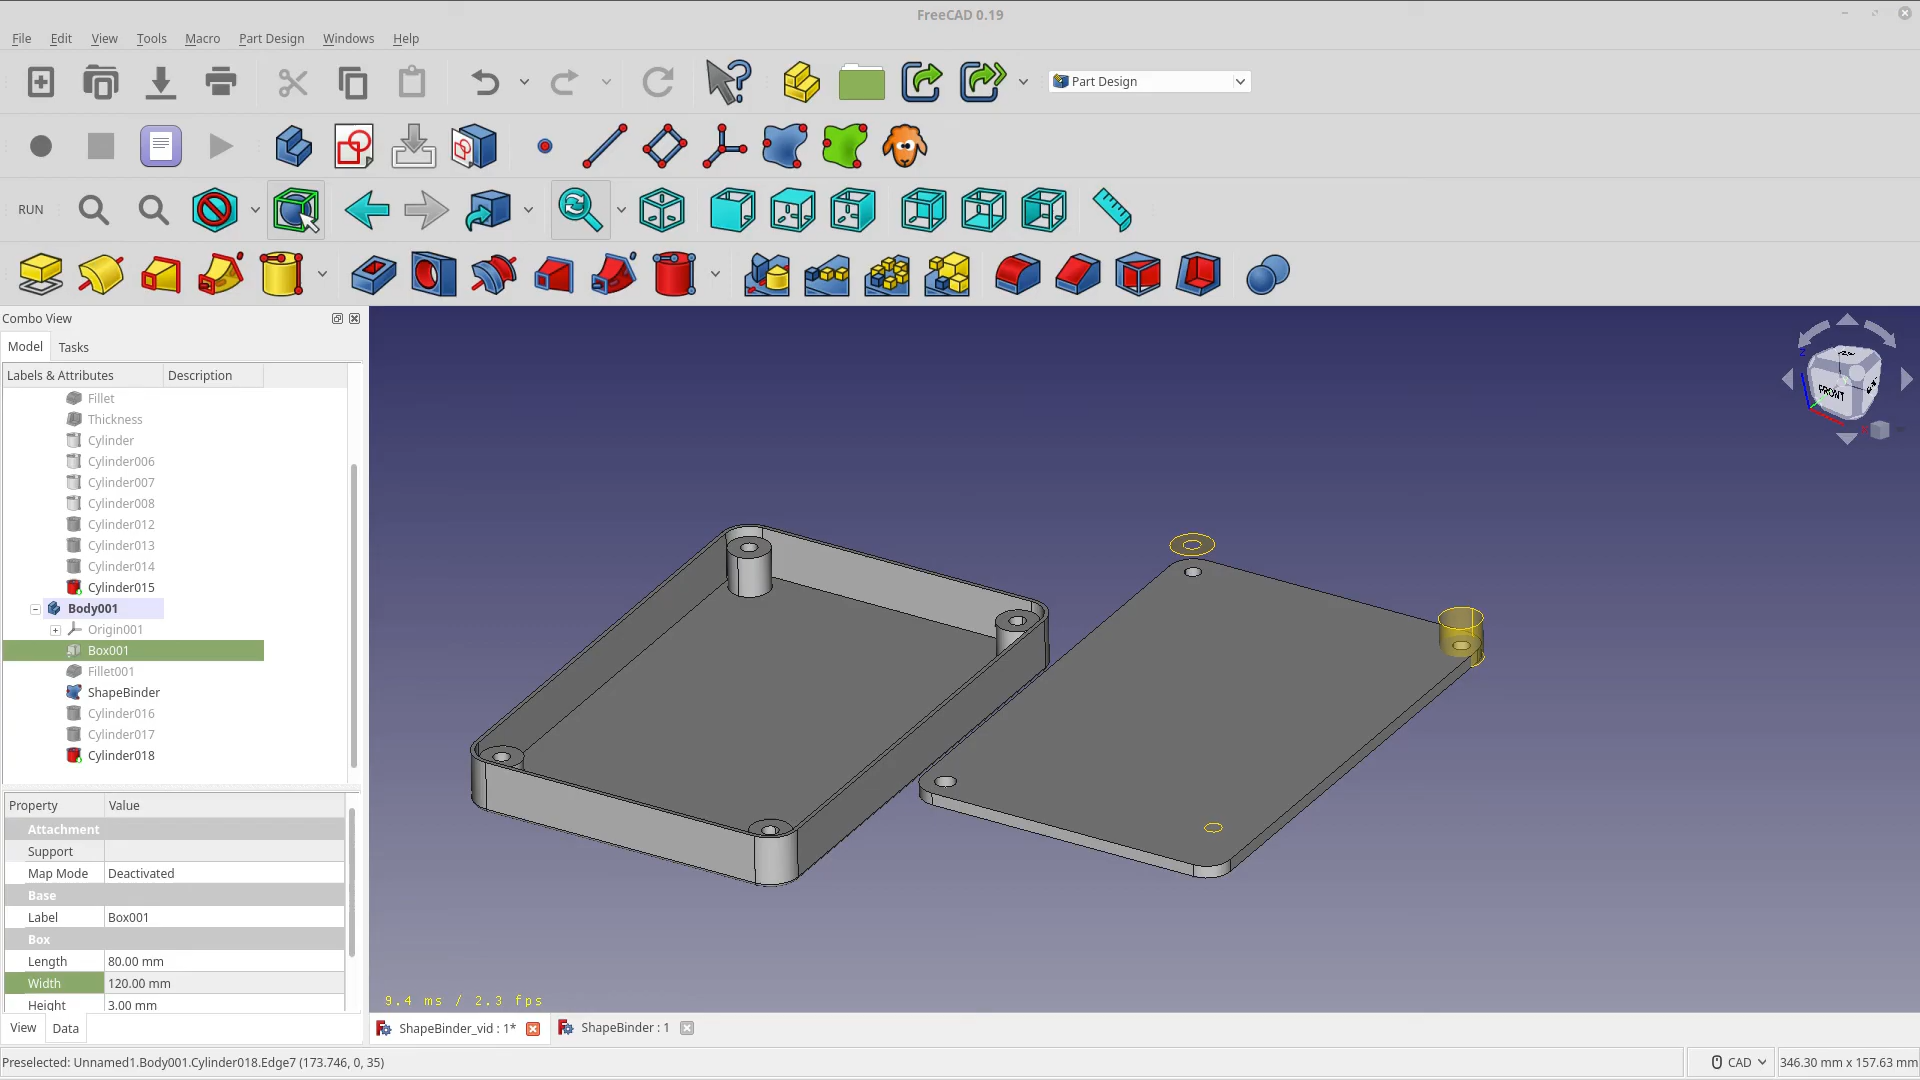 FreeCAD 0.19
File Edit View Tools Macro Part Design Windows Help
Part Design
RUN
Combo View
Model Tasks
Labels & Attributes Description
Fillet
Thickness
Cylinder
Cylinder006
Cylinder007
Cylinder008
Cylinder012
Cylinder013
Cylinder014
Cylinder015
Body001
Origin001
Box001
Fillet001
ShapeBinder
Cylinder016
Cylinder017
Cylinder018
Property Value
Attachment
Support
Map Mode Deactivated
Base
Label Box001
Box
Length 80.00 mm
Width 120.00 mm
Height 3.00 mm
View Data
FRONT
Z
9.4 ms / 2.3 fps
ShapeBinder_vid : 1* ShapeBinder : 1
Preselected: Unnamed1.Body001.Cylinder018.Edge7 (173.746, 0, 35)
CAD 346.30 mm x 157.63 mm